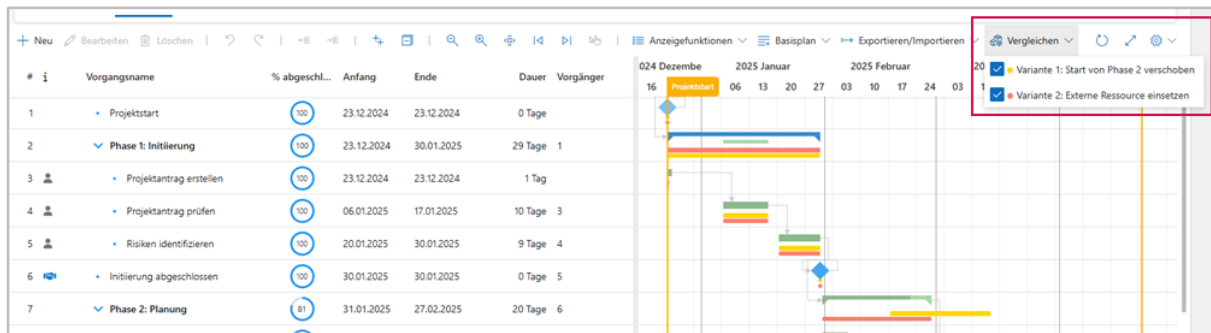 Neu Bearbeiten Löschen Anzeigefunktionen Basisplan Exportieren/Importieren Vergleichen
Variante 1: Start von Phase 2 verschoben
Variante 2: Externe Ressource einsetzen
# i Vorgangsname % abgeschl... Anfang Ende Dauer Vorgänger
024 Dezembe 2025 Januar 2025 Februar 20
16 Projektstart 06 13 20 27 03 10 17 24 03 1
1 Projektstart 100 23.12.2024 23.12.2024 0 Tage
2 Phase 1: Initiierung 100 23.12.2024 30.01.2025 29 Tage 1
3 Projektantrag erstellen 100 23.12.2024 23.12.2024 1 Tag
4 Projektantrag prüfen 100 06.01.2025 17.01.2025 10 Tage 3
5 Risiken identifizieren 100 20.01.2025 30.01.2025 9 Tage 4
6 Initiierung abgeschlossen 100 30.01.2025 30.01.2025 0 Tage 5
7 Phase 2: Planung 81 31.01.2025 27.02.2025 20 Tage 6